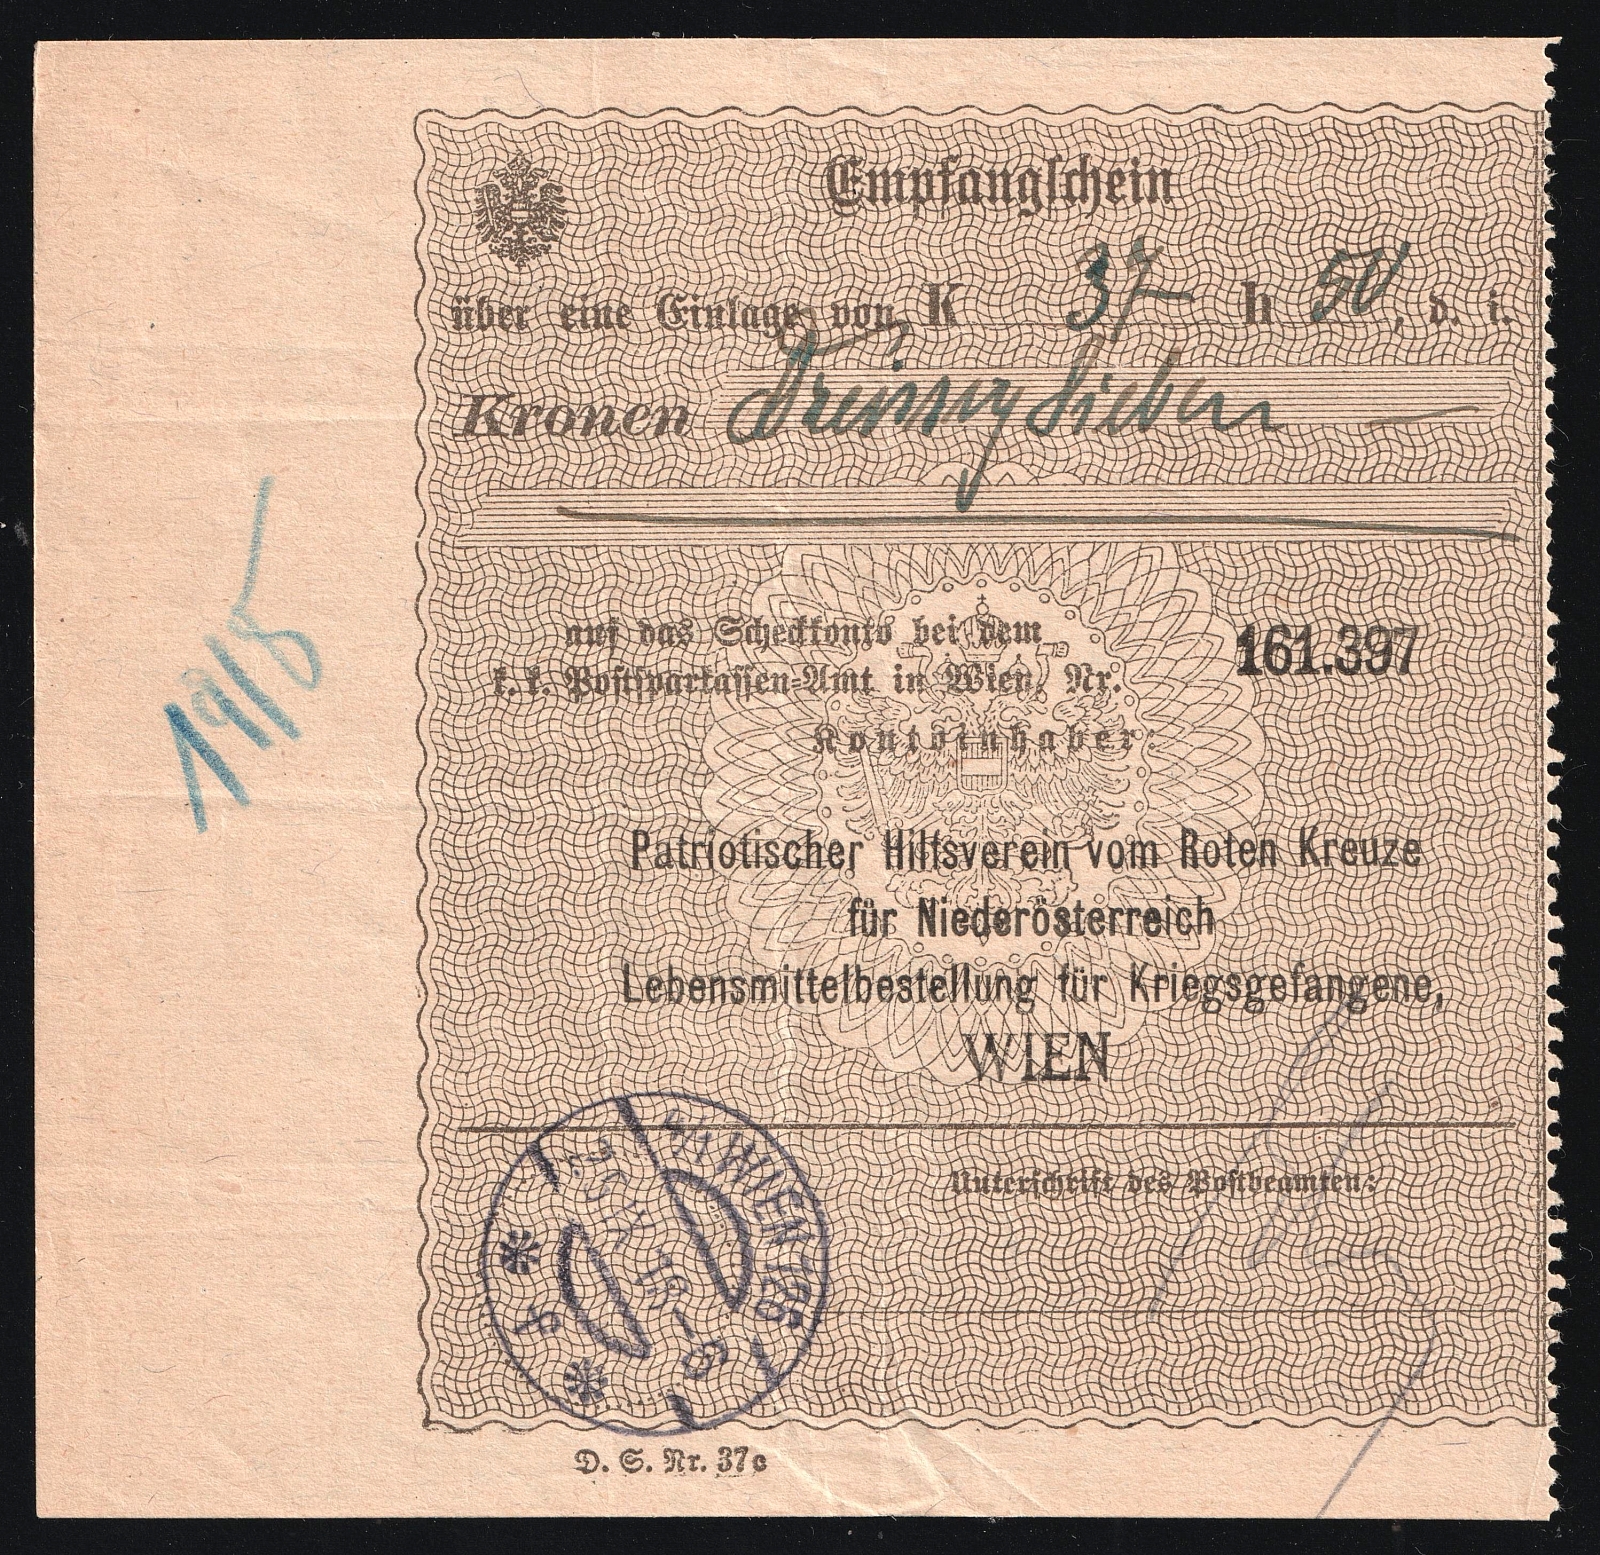 Empfangschein
über eine Einlage von K 37 h 50, d. i.
Kronen Dreissigsieben
auf das Scheckkonto bei dem
k. k. Postsparkassen-Amt in Wien, Nr. 161.397
Kontoinhaber:
Patriotischer Hilfsverein vom Roten Kreuze
für Niederösterreich
Lebensmittelbestellung für Kriegsgefangene,
WIEN
Unterschrift des Postbeamten:
4/1 WIEN
D. S. Nr. 37c
1918